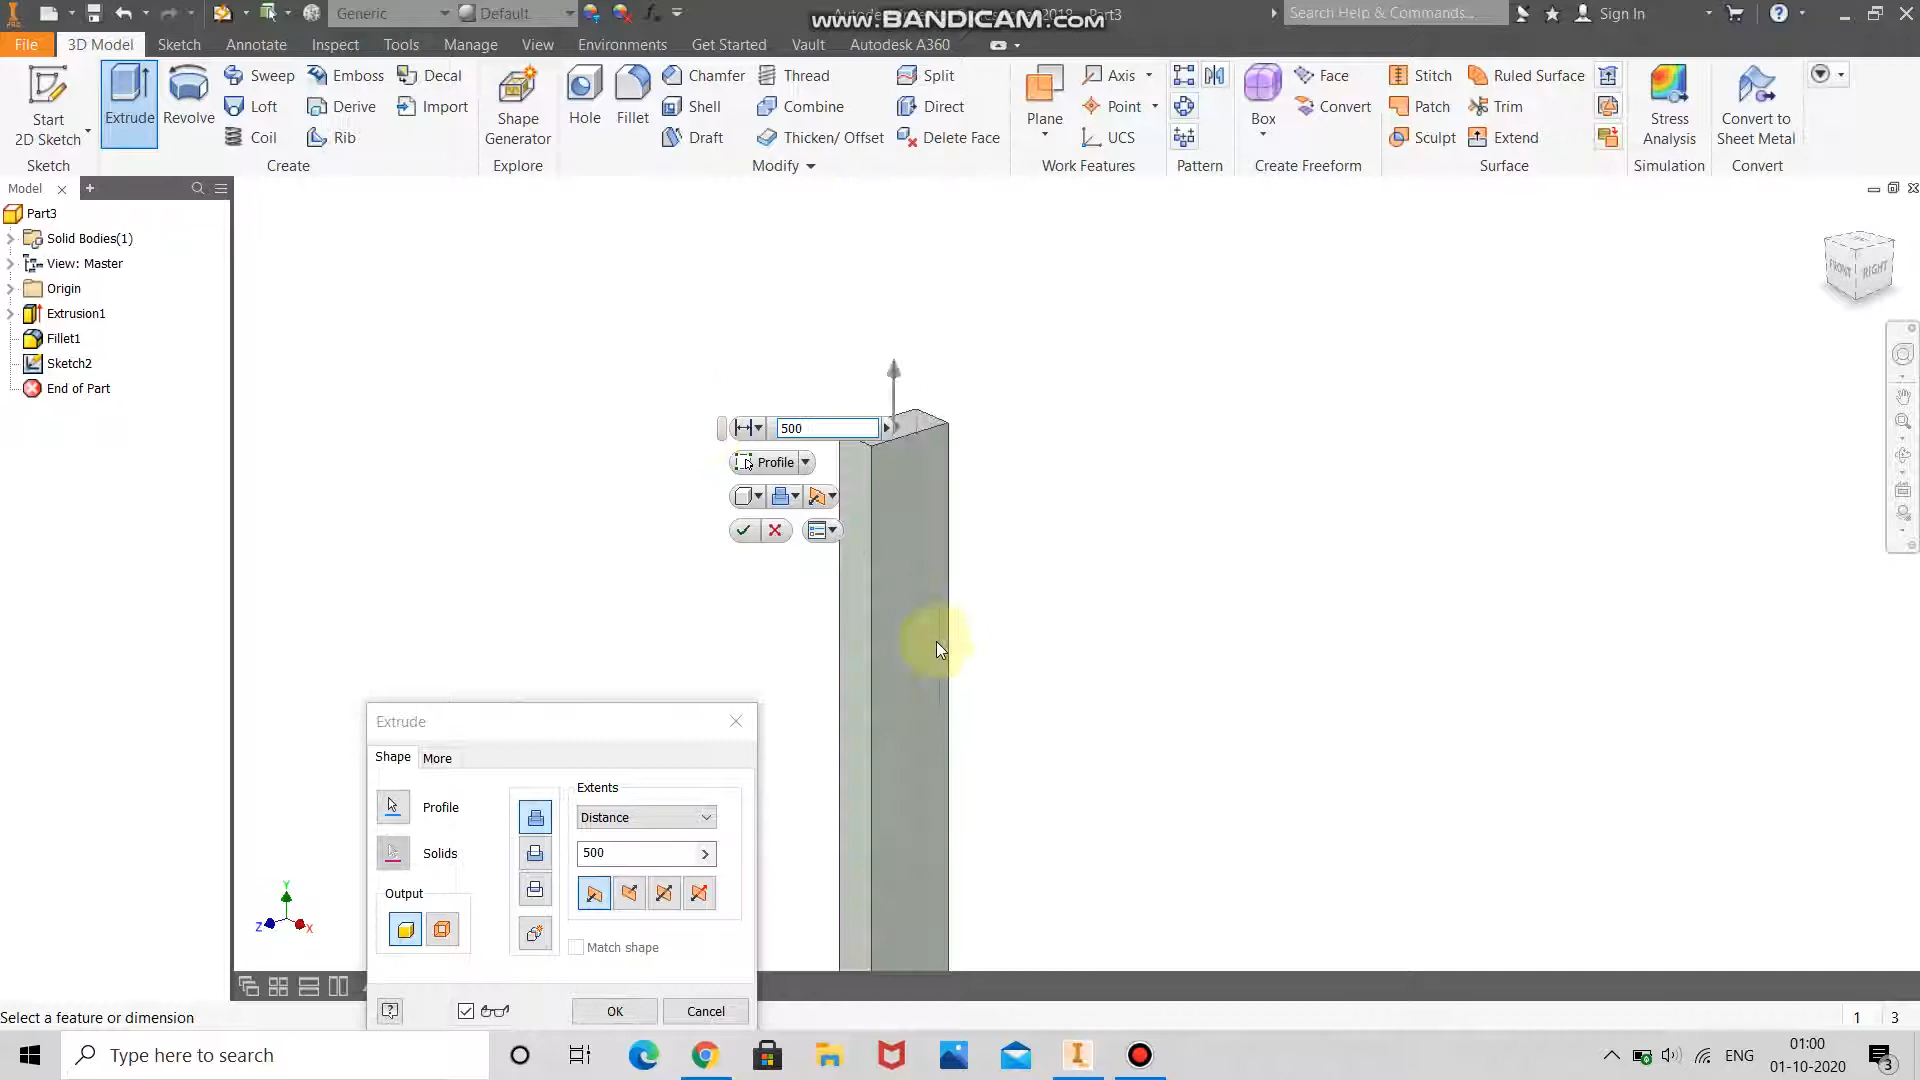 Generic
Default
www.BANDICAM.com
2018
Part3
Search Help & Commands...
Sign In
File
3D Model
Sketch
Annotate
Inspect
Tools
Manage
View
Environments
Get Started
Vault
Autodesk A360
Start
2D Sketch
Extrude
Revolve
Sweep
Loft
Coil
Emboss
Derive
Rib
Decal
Import
Shape
Generator
Hole
Fillet
Chamfer
Shell
Draft
Thread
Combine
Thicken/ Offset
Split
Direct
Delete Face
Plane
Axis
Point
UCS
Box
Face
Convert
Stitch
Patch
Sculpt
Ruled Surface
Trim
Extend
Stress
Analysis
Convert to
Sheet Metal
Sketch
Create
Explore
Modify
Work Features
Pattern
Create Freeform
Surface
Simulation
Convert
Model
Part3
Solid Bodies(1)
View: Master
Origin
Extrusion1
Fillet1
Sketch2
End of Part
FRONT
RIGHT
500
Profile
Extrude
Shape
More
Profile
Solids
Output
Extents
Distance
500
Match shape
OK
Cancel
Y
Z
X
Select a feature or dimension
1
3
Type here to search
ENG
01:00
01-10-2020
3